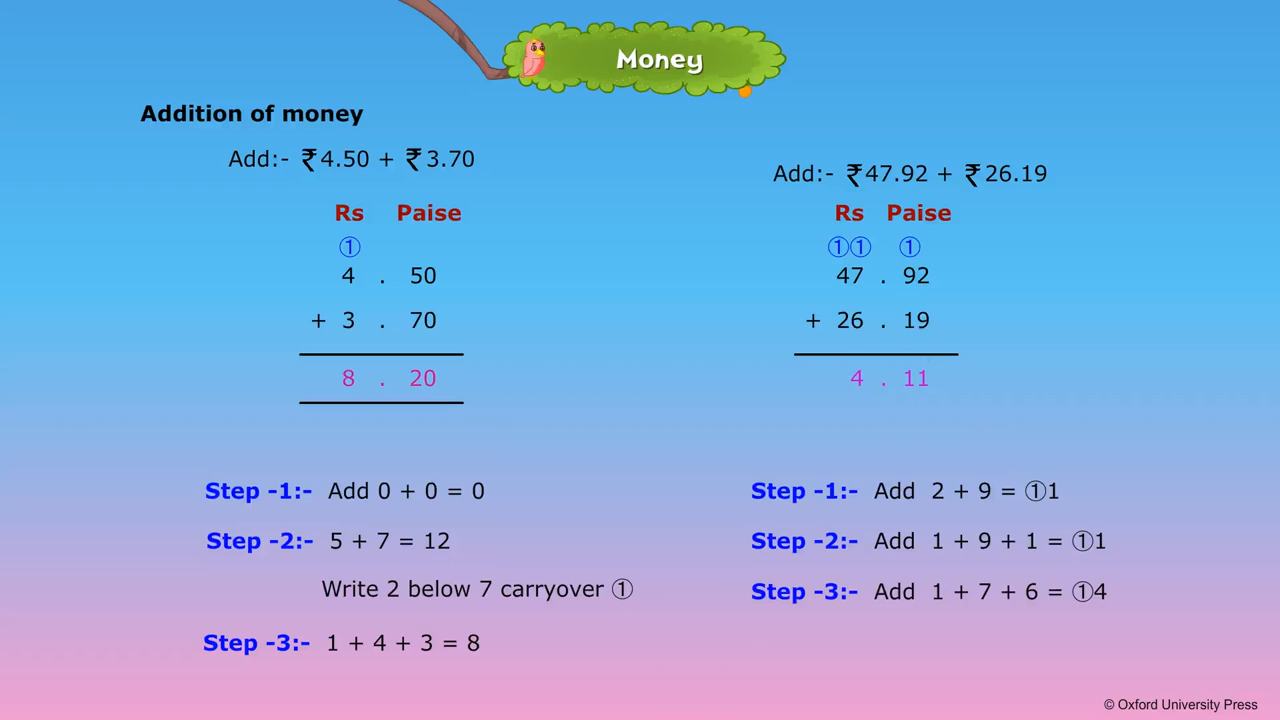 Money
Addition of money
Add:- ₹4.50 + ₹3.70
Rs Paise
①
4 . 50
+ 3 . 70
8 . 20
Step -1:- Add 0 + 0 = 0
Step -2:- 5 + 7 = 12
Write 2 below 7 carryover ①
Step -3:- 1 + 4 + 3 = 8
Add:- ₹47.92 + ₹26.19
Rs Paise
①① ①
47 . 92
+ 26 . 19
4 . 11
Step -1:- Add 2 + 9 = ①1
Step -2:- Add 1 + 9 + 1 = ①1
Step -3:- Add 1 + 7 + 6 = ①4
© Oxford University Press